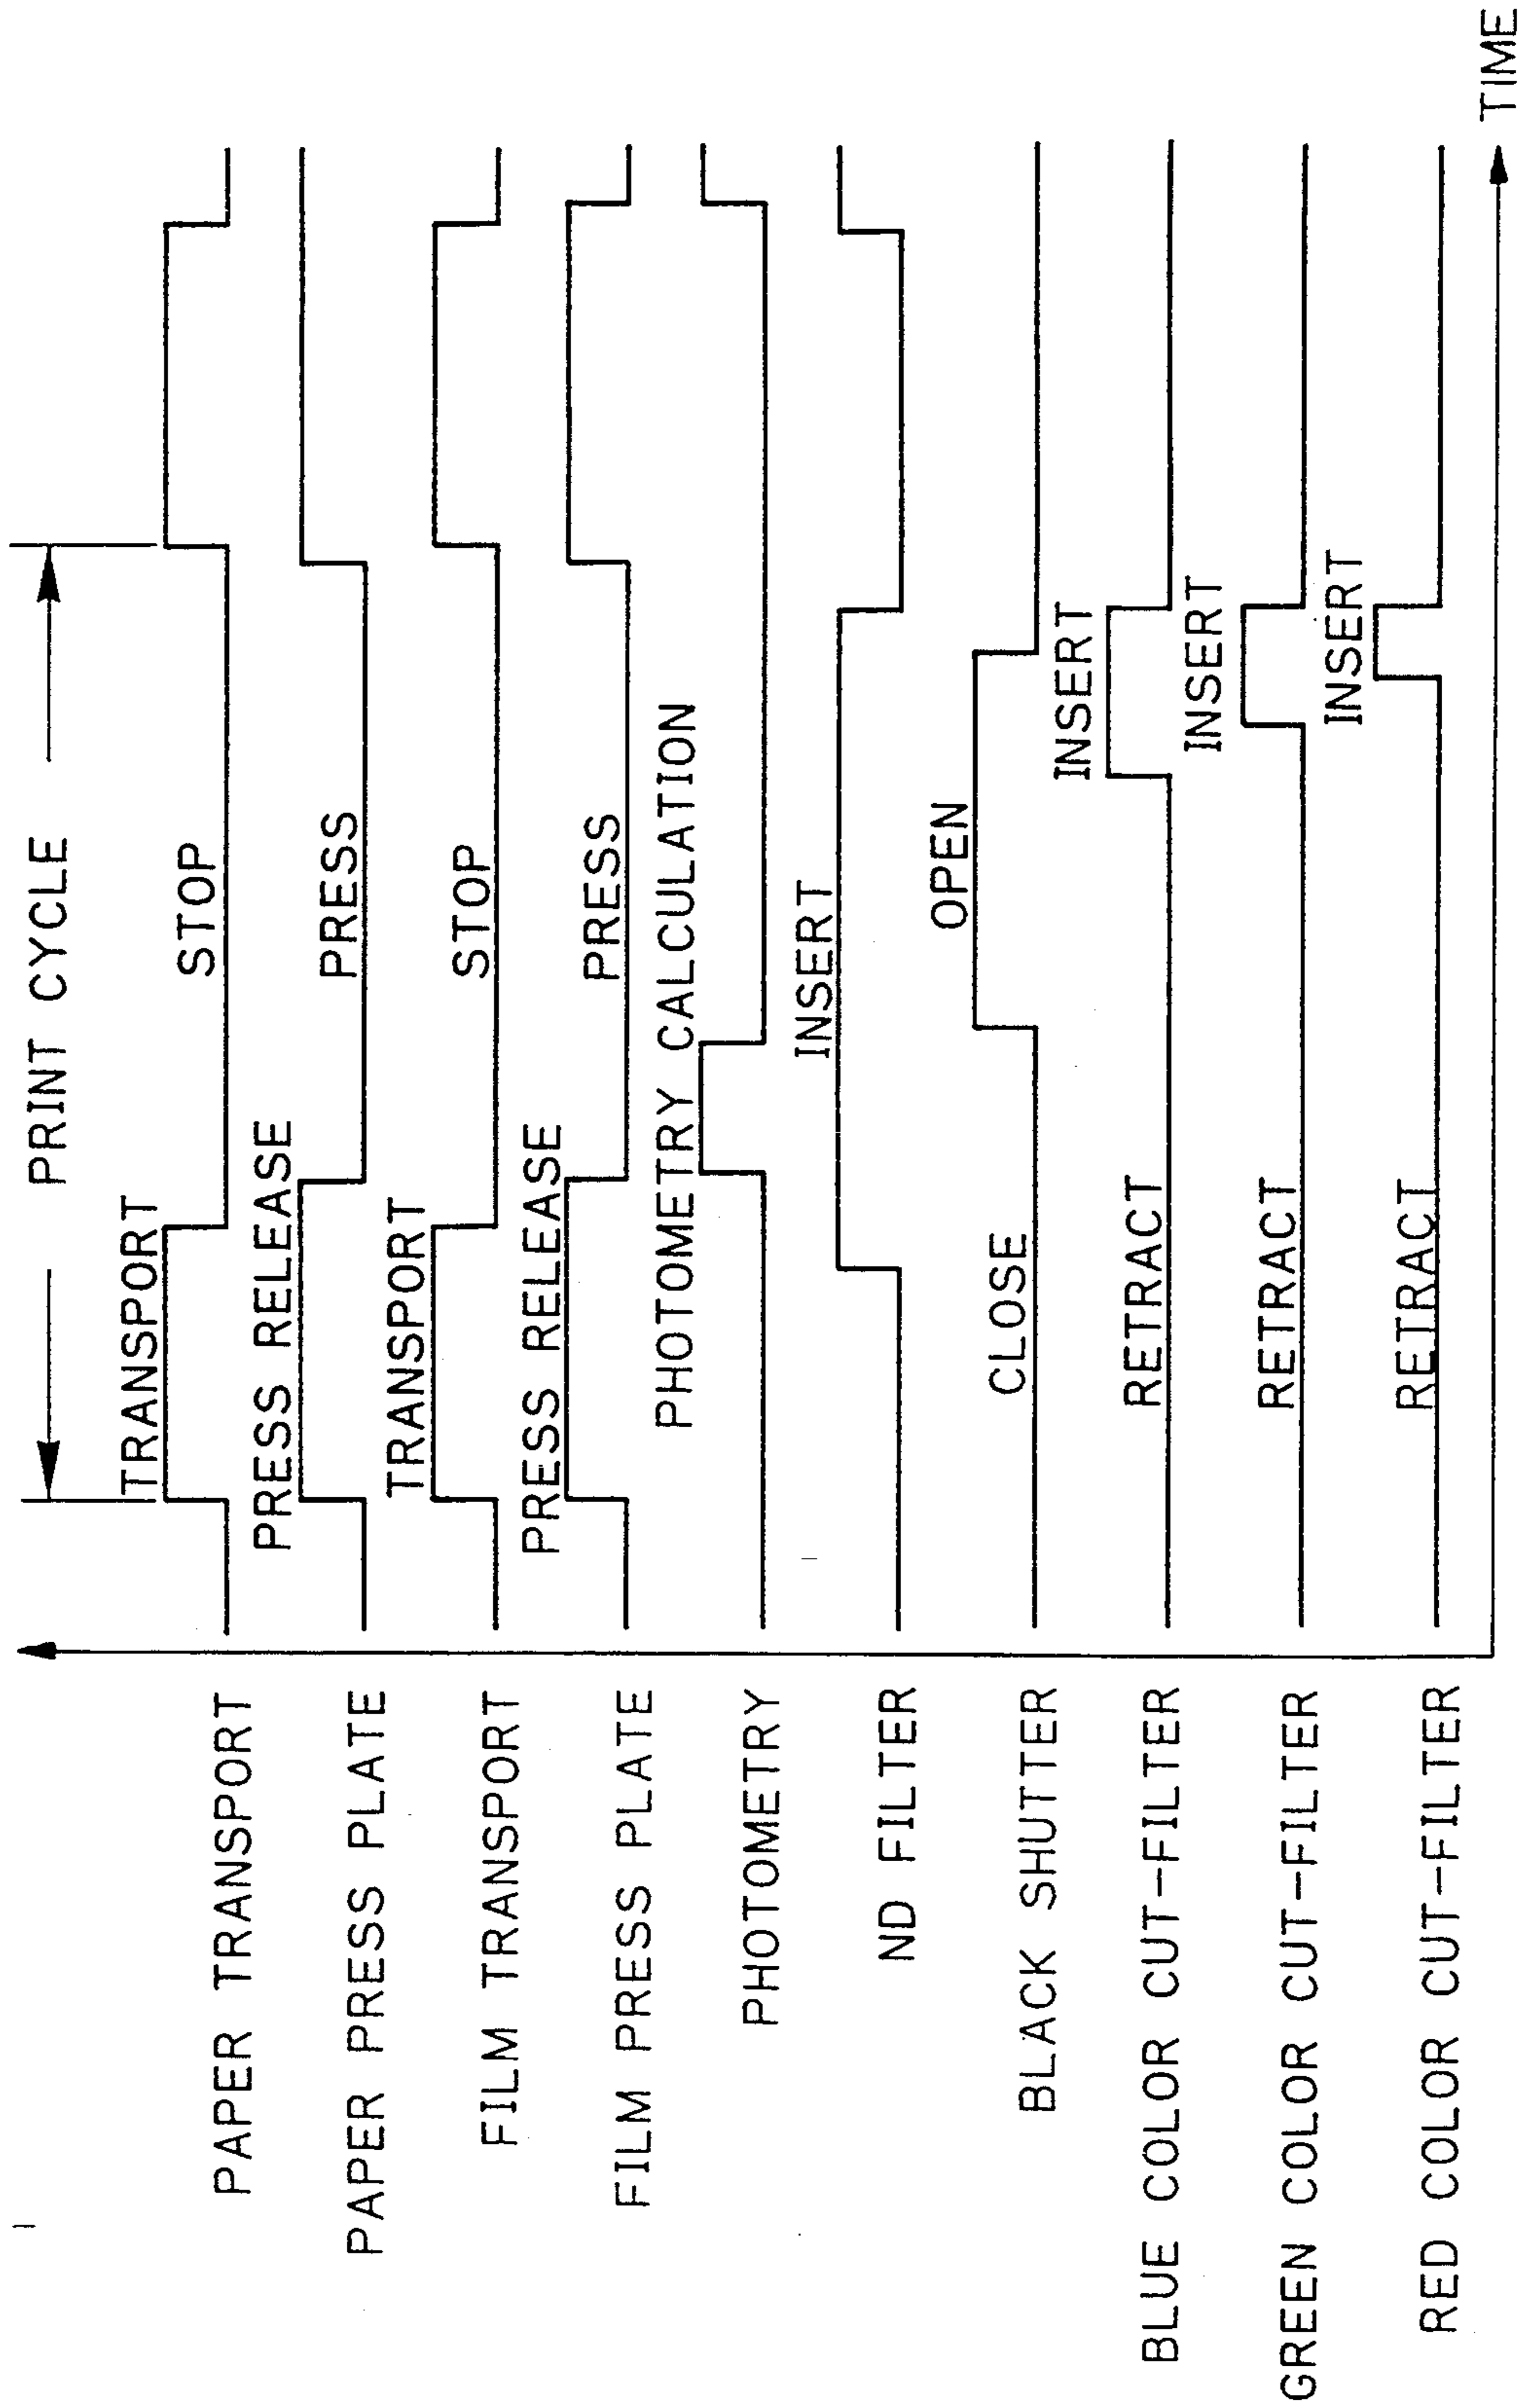 PRINT CYCLE
PAPER TRANSPORT
TRANSPORT
STOP
PAPER PRESS PLATE
PRESS RELEASE
PRESS
FILM TRANSPORT
TRANSPORT
STOP
FILM PRESS PLATE
PRESS RELEASE
PRESS
PHOTOMETRY
PHOTOMETRY CALCULATION
ND FILTER
INSERT
BLACK SHUTTER
CLOSE
OPEN
BLUE COLOR CUT-FILTER
RETRACT
INSERT
GREEN COLOR CUT-FILTER
RETRACT
INSERT
RED COLOR CUT-FILTER
RETRACT
INSERT
TIME